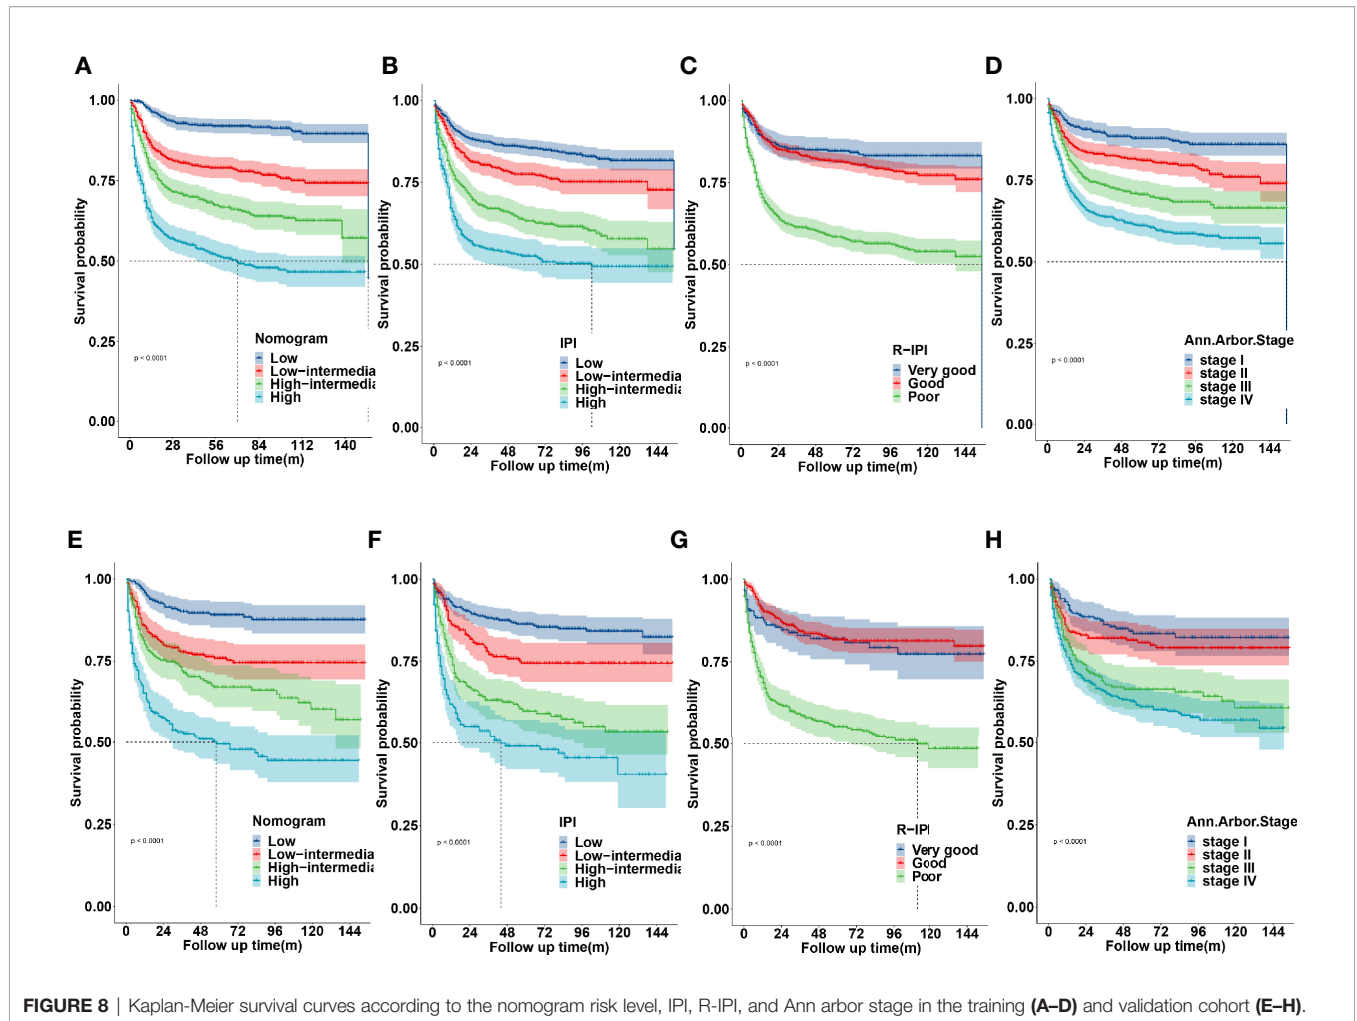 A
Survival probability
1.00
0.75
0.50
0.25
0.00
p < 0.0001
Nomogram
Low
Low−intermedia
High−intermedia
High
0 28 56 84 112 140
Follow up time(m)
B
Survival probability
1.00
0.75
0.50
0.25
0.00
p < 0.0001
IPI
Low
Low−intermedia
High−intermedia
High
0 24 48 72 96 120 144
Follow up time(m)
C
Survival probability
1.00
0.75
0.50
0.25
0.00
p < 0.0001
R−IPI
Very good
Good
Poor
0 24 48 72 96 120 144
Follow up time(m)
D
Survival probability
1.00
0.75
0.50
0.25
0.00
p < 0.0001
Ann.Arbor.Stage
stage I
stage II
stage III
stage IV
0 24 48 72 96 120 144
Follow up time(m)
E
Survival probability
1.00
0.75
0.50
0.25
0.00
p < 0.0001
Nomogram
Low
Low−intermedia
High−intermedia
High
0 24 48 72 96 120 144
Follow up time(m)
F
Survival probability
1.00
0.75
0.50
0.25
0.00
p < 0.0001
IPI
Low
Low−intermedia
High−intermedia
High
0 24 48 72 96 120 144
Follow up time(m)
G
Survival probability
1.00
0.75
0.50
0.25
0.00
p < 0.0001
R−IPI
Very good
Good
Poor
0 24 48 72 96 120 144
Follow up time(m)
H
Survival probability
1.00
0.75
0.50
0.25
0.00
p < 0.0001
Ann.Arbor.Stage
stage I
stage II
stage III
stage IV
0 24 48 72 96 120 144
Follow up time(m)
FIGURE 8 | Kaplan-Meier survival curves according to the nomogram risk level, IPI, R-IPI, and Ann arbor stage in the training (A–D) and validation cohort (E–H).